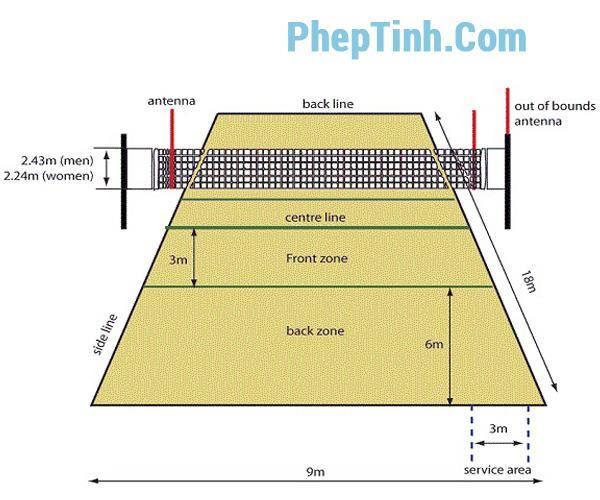 PhepTinh.Com
antenna
back line
out of bounds
antenna
2.43m (men)
2.24m (women)
centre line
3m
Front zone
18m
side line
back zone
6m
3m
service area
9m